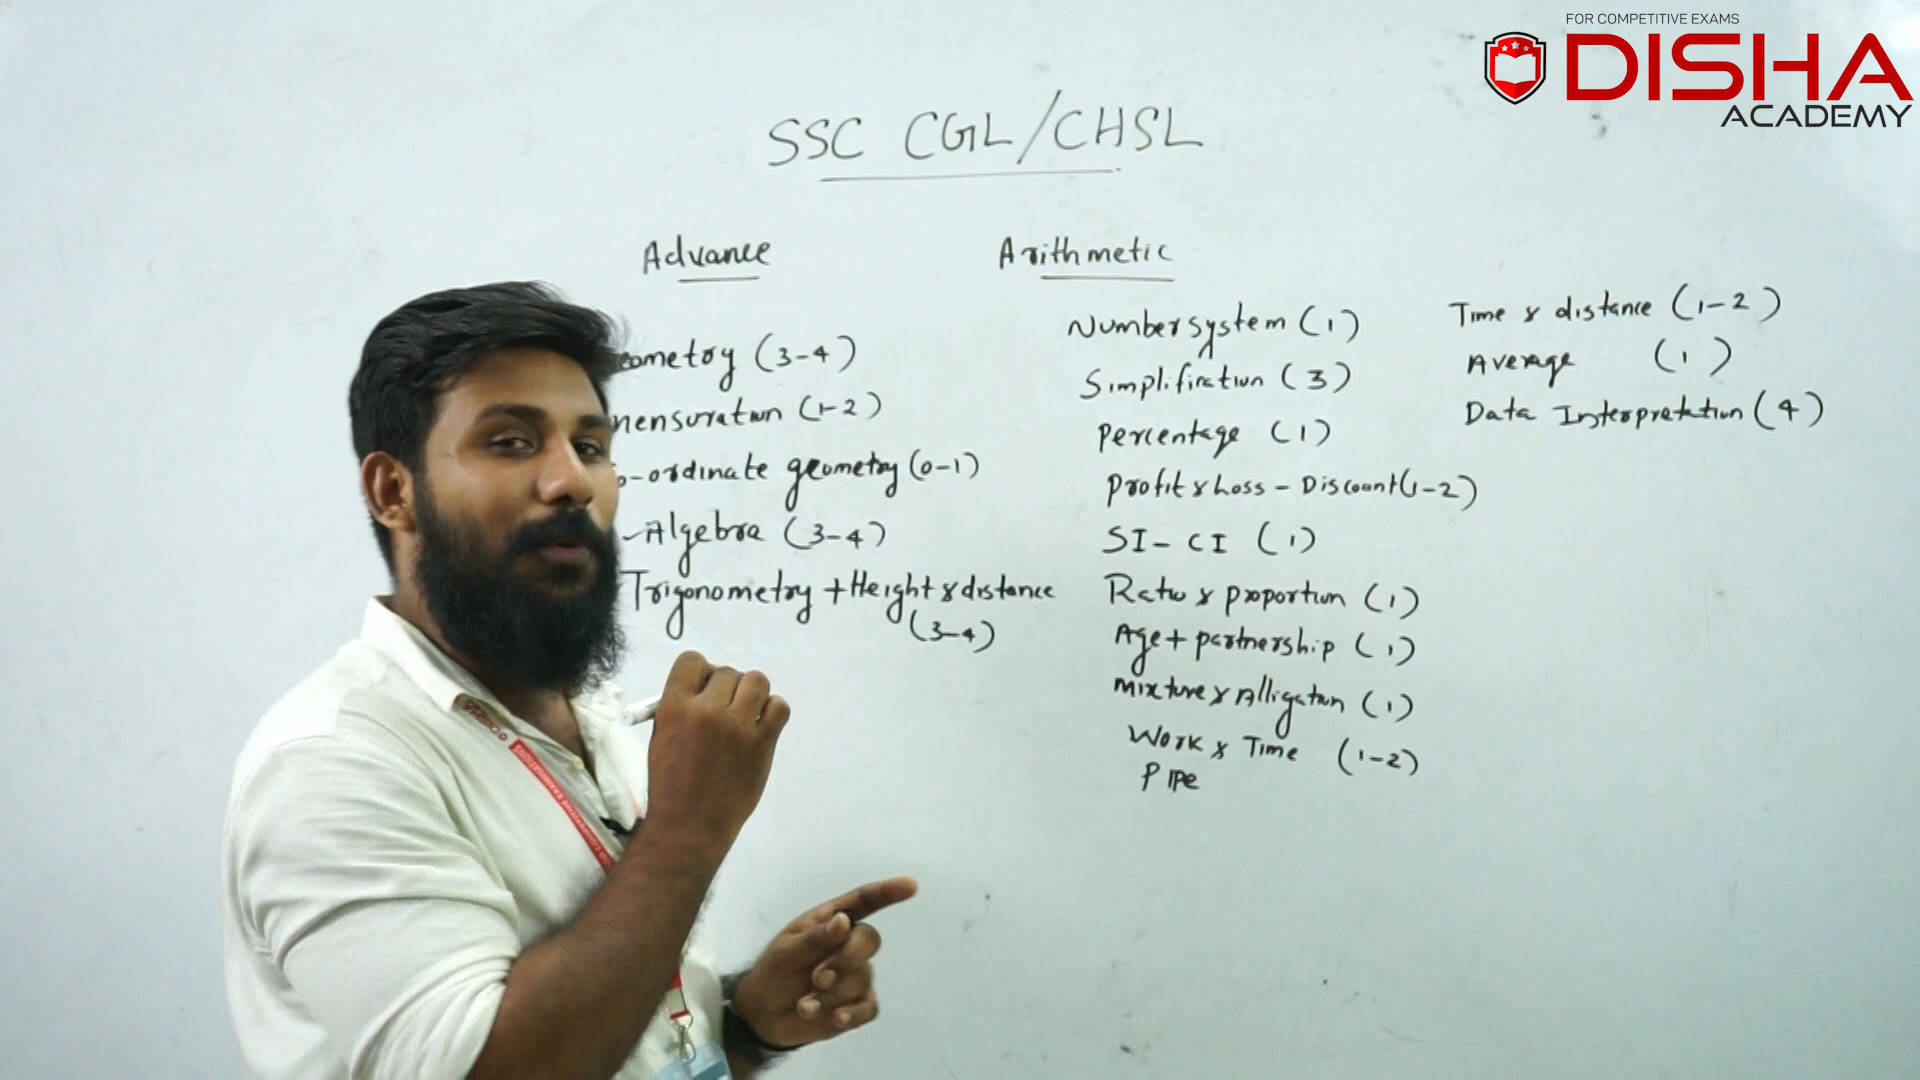 FOR COMPETITIVE EXAMS
DISHA
ACADEMY
SSC CGL/CHSL
Advance
eometry (3-4)
mensuration (1-2)
o-ordinate geometry (0-1)
-Algebra (3-4)
Trigonometry + Height & distance
(3-4)
Arithmetic
Number system (1)
Simplification (3)
Percentage (1)
Profit & Loss - Discount (1-2)
SI - CI (1)
Ratio & proportion (1)
Age + partnership (1)
Mixture & Alligation (1)
Work & Time (1-2)
Pipe
Time & distance (1-2)
Average (1)
Data Interpretation (4)